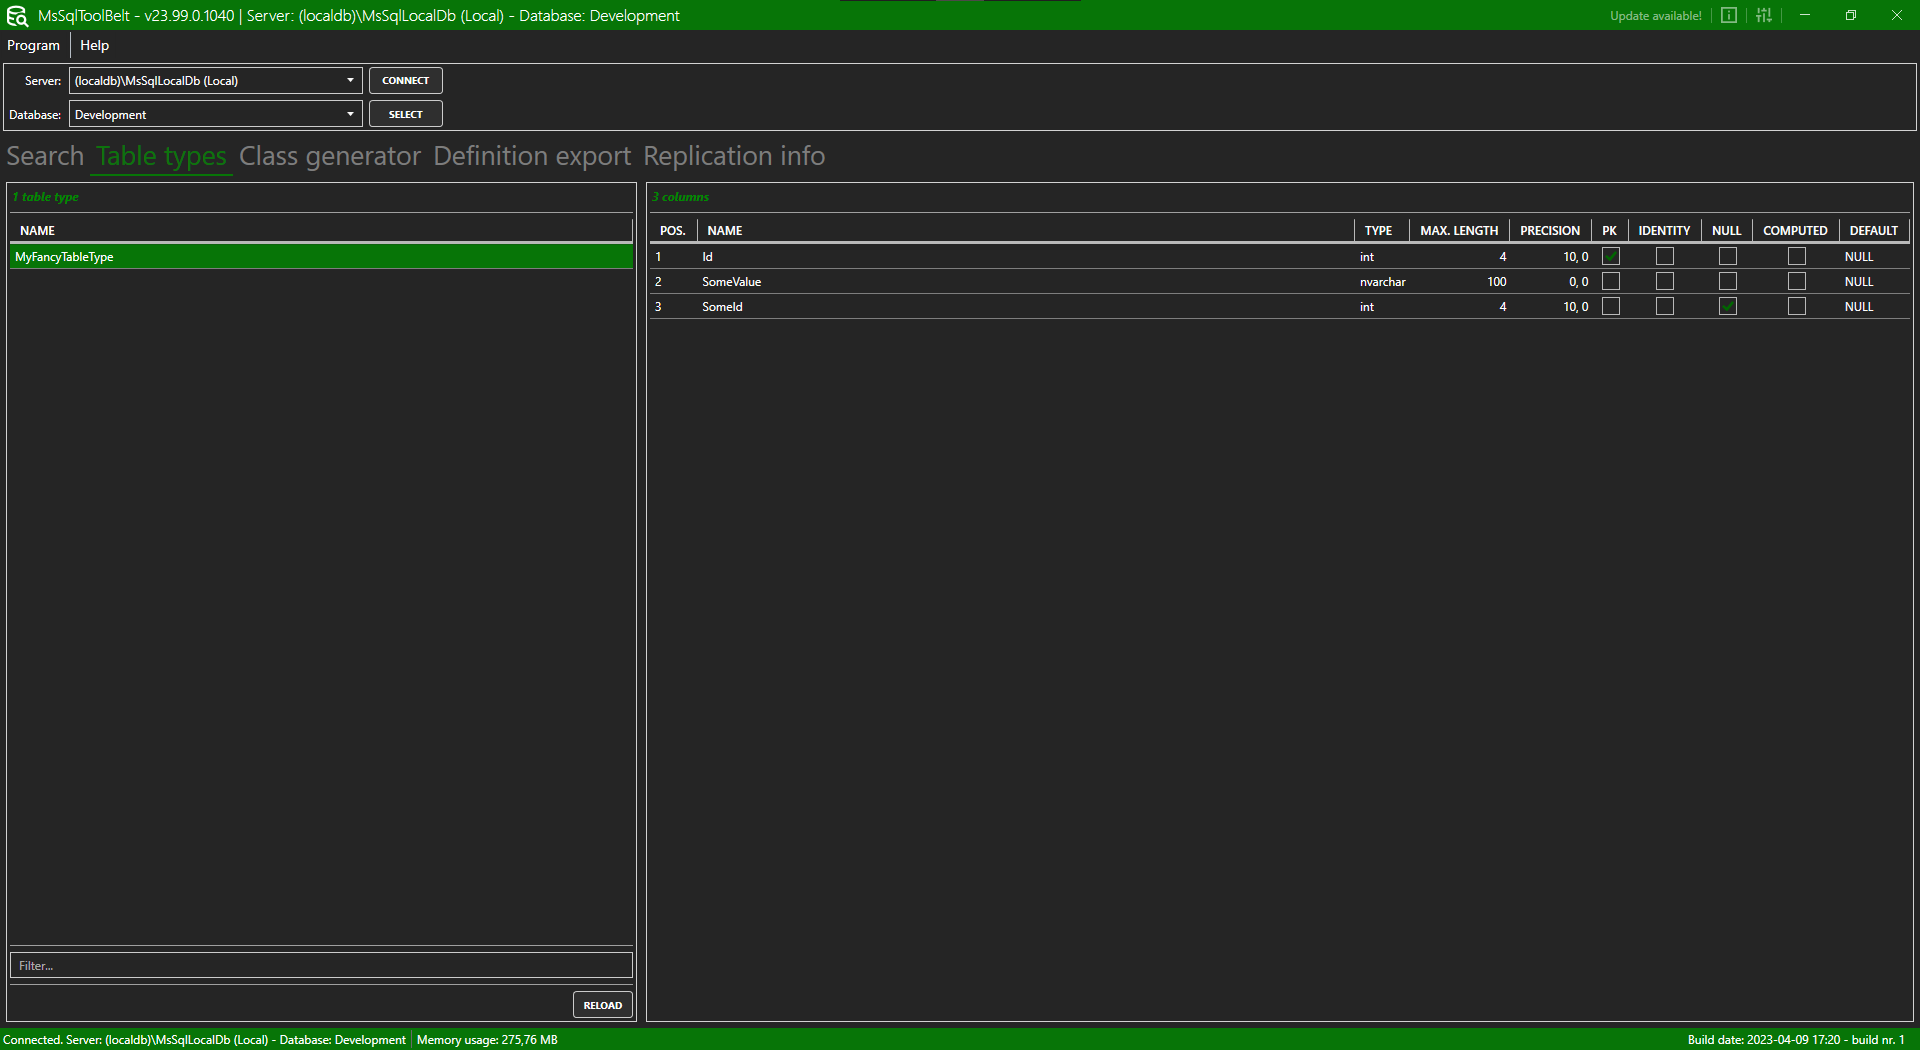 MsSqlToolBelt - v23.99.0.1040 | Server: (localdb)\MsSqlLocalDb (Local) - Database: Development Update available!
Program Help
Server: (localdb)\MsSqlLocalDb (Local) CONNECT
Database: Development SELECT
Search Table types Class generator Definition export Replication info
1 table type
NAME
MyFancyTableType
Filter...
RELOAD
3 columns
POS. NAME TYPE MAX. LENGTH PRECISION PK IDENTITY NULL COMPUTED DEFAULT
1 Id int 4 10, 0 NULL
2 SomeValue nvarchar 100 0, 0 NULL
3 SomeId int 4 10, 0 NULL
Connected. Server: (localdb)\MsSqlLocalDb (Local) - Database: Development Memory usage: 275,76 MB Build date: 2023-04-09 17:20 - build nr. 1